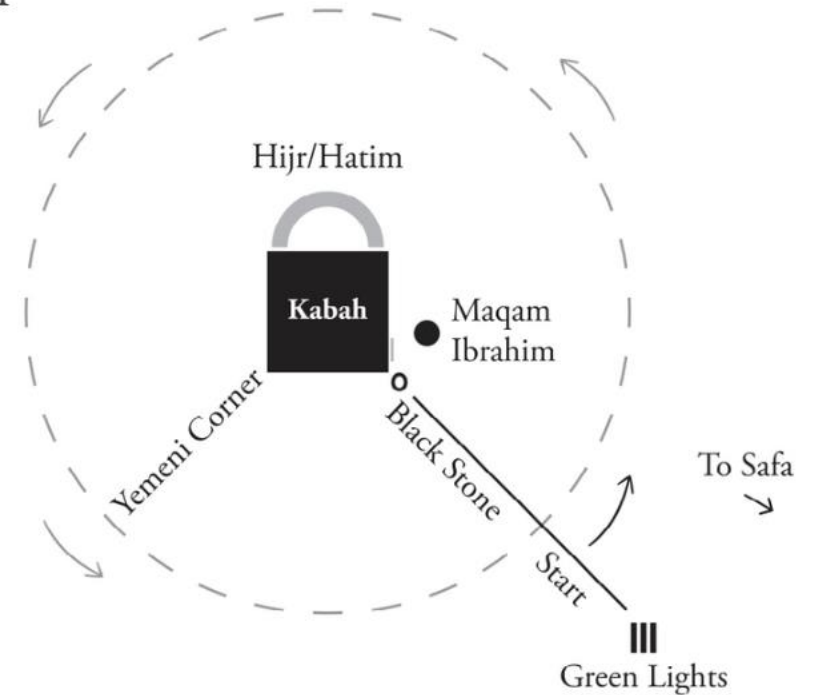 Hijr/Hatim
Kabah
Maqam
Ibrahim
Yemeni Corner
Black Stone
To Safa
Start
Green Lights